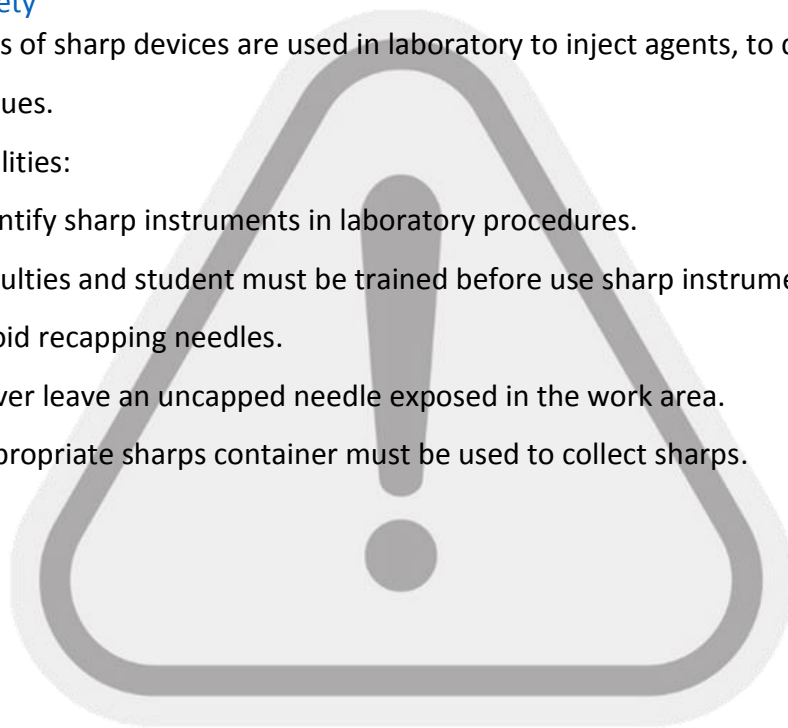 ety
s of sharp devices are used in laboratory to inject agents, to
ues.
lities:
ntify sharp instruments in laboratory procedures.
ulties and student must be trained before use sharp instrume
oid recapping needles.
ver leave an uncapped needle exposed in the work area.
propriate sharps container must be used to collect sharps.